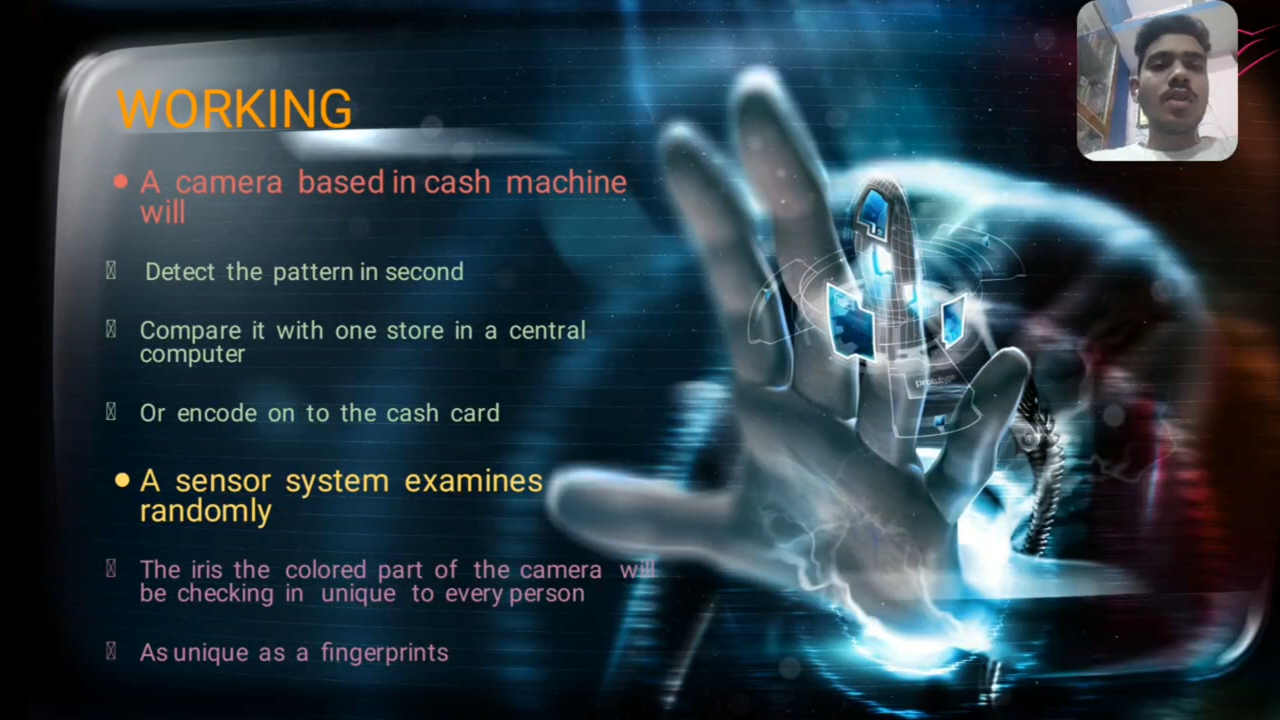 WORKING
A camera based in cash machine
will
Detect the pattern in second
Compare it with one store in a central
computer
Or encode on to the cash card
A sensor system examines
randomly
The iris the colored part of the camera will
be checking in unique to every person
As unique as a fingerprints